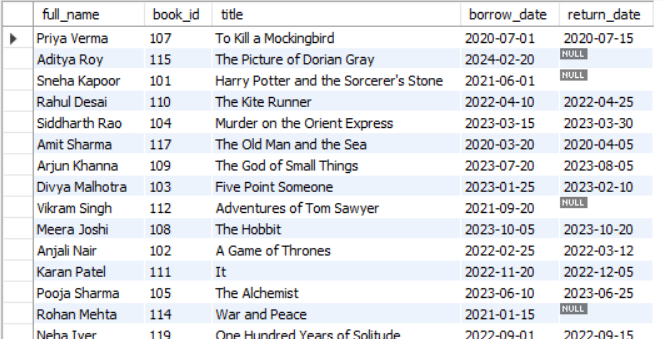 full_name book_id title borrow_date return_date
Priya Verma 107 To Kill a Mockingbird 2020-07-01 2020-07-15
Aditya Roy 115 The Picture of Dorian Gray 2024-02-20 NULL
Sneha Kapoor 101 Harry Potter and the Sorcerer's Stone 2021-06-01 NULL
Rahul Desai 110 The Kite Runner 2022-04-10 2022-04-25
Siddharth Rao 104 Murder on the Orient Express 2023-03-15 2023-03-30
Amit Sharma 117 The Old Man and the Sea 2020-03-20 2020-04-05
Arjun Khanna 109 The God of Small Things 2023-07-20 2023-08-05
Divya Malhotra 103 Five Point Someone 2023-01-25 2023-02-10
Vikram Singh 112 Adventures of Tom Sawyer 2021-09-20 NULL
Meera Joshi 108 The Hobbit 2023-10-05 2023-10-20
Anjali Nair 102 A Game of Thrones 2022-02-25 2022-03-12
Karan Patel 111 It 2022-11-20 2022-12-05
Pooja Sharma 105 The Alchemist 2023-06-10 2023-06-25
Rohan Mehta 114 War and Peace 2021-01-15 NULL
Neha Iyer 119 One Hundred Years of Solitude 2022-09-01 2022-09-15